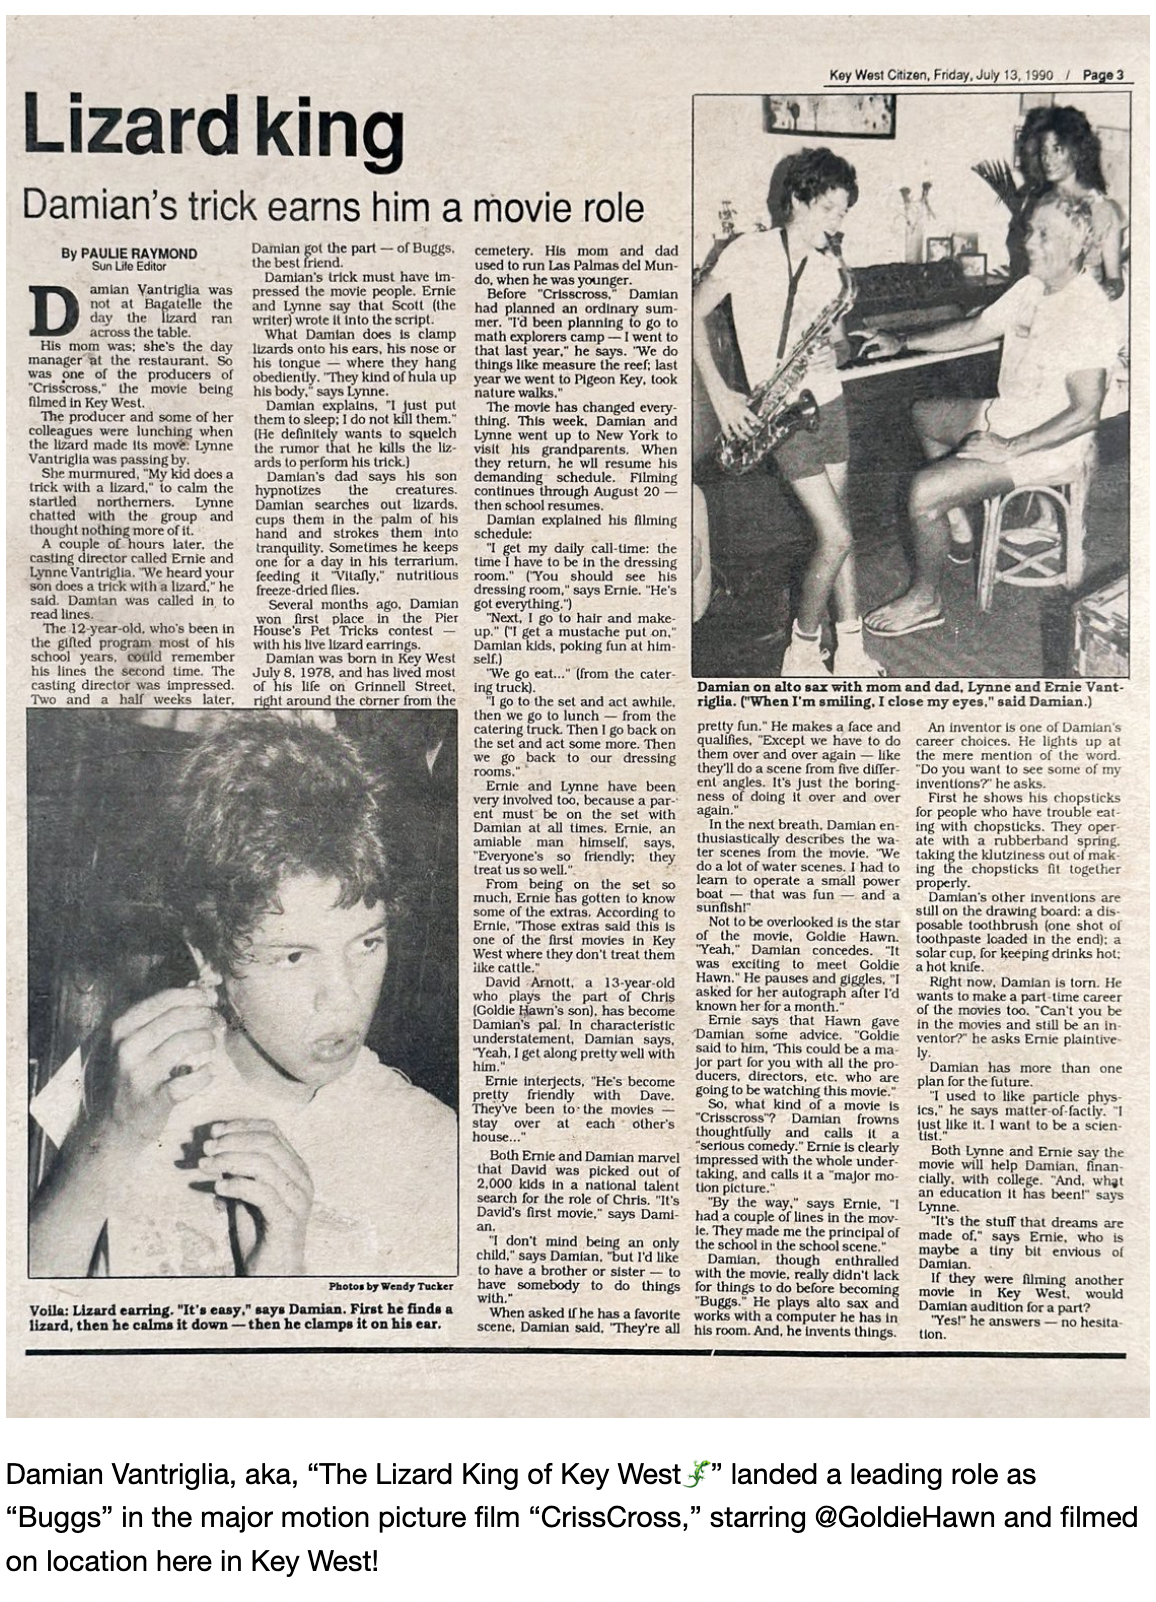 Key West Citizen, Friday, July 13, 1990 / Page 3
Lizard king
Damian's trick earns him a movie role
By PAULIE RAYMOND
Sun Life Editor
Damian Vantriglia was
not at Bagatelle the
day the lizard ran
across the table.
His mom was; she's the day
manager at the restaurant. So
was one of the producers of
"Crisscross," the movie being
filmed in Key West.
The producer and some of her
colleagues were lunching when
the lizard made its move. Lynne
Vantriglia was passing by.
She murmured, "My kid does a
trick with a lizard," to calm the
startled northerners. Lynne
chatted with the group and
thought nothing more of it.
A couple of hours later, the
casting director called Ernie and
Lynne Vantriglia. "We heard your
son does a trick with a lizard," he
said. Damian was called in to
read lines.
The 12-year-old, who's been in
the gifted program most of his
school years, could remember
his lines the second time. The
casting director was impressed.
Two and a half weeks later,
Damian got the part — of Buggs,
the best friend.
Damian's trick must have im-
pressed the movie people. Ernie
and Lynne say that Scott (the
writer) wrote it into the script.
What Damian does is clamp
lizards onto his ears, his nose or
his tongue — where they hang
obediently. "They kind of hula up
his body," says Lynne.
Damian explains, "I just put
them to sleep; I do not kill them."
(He definitely wants to squelch
the rumor that he kills the liz-
ards to perform his trick.)
Damian's dad says his son
hypnotizes the creatures.
Damian searches out lizards,
cups them in the palm of his
hand and strokes them into
tranquility. Sometimes he keeps
one for a day in his terrarium,
feeding it "Vitafly," nutritious
freeze-dried flies.
Several months ago, Damian
won first place in the Pier
House's Pet Tricks contest —
with his live lizard earrings.
Damian was born in Key West
July 8, 1978, and has lived most
of his life on Grinnell Street,
right around the corner from the
cemetery. His mom and dad
used to run Las Palmas del Mun-
do, when he was younger.
Before "Crisscross," Damian
had planned an ordinary sum-
mer. "I'd been planning to go to
math explorers camp — I went to
that last year," he says. "We do
things like measure the reef; last
year we went to Pigeon Key, took
nature walks."
The movie has changed every-
thing. This week, Damian and
Lynne went up to New York to
visit his grandparents. When
they return, he wll resume his
demanding schedule. Filming
continues through August 20 —
then school resumes.
Damian explained his filming
schedule:
"I get my daily call-time: the
time I have to be in the dressing
room." ("You should see his
dressing room," says Ernie. "He's
got everything.")
"Next, I go to hair and make-
up." ("I get a mustache put on,"
Damian kids, poking fun at him-
self.)
"We go eat..." (from the cater-
ing truck).
"I go to the set and act awhile,
then we go to lunch — from the
catering truck. Then I go back on
the set and act some more. Then
we go back to our dressing
rooms."
Ernie and Lynne have been
very involved too, because a par-
ent must be on the set with
Damian at all times. Ernie, an
amiable man himself, says,
"Everyone's so friendly; they
treat us so well."
From being on the set so
much, Ernie has gotten to know
some of the extras. According to
Ernie, "Those extras said this is
one of the first movies in Key
West where they don't treat them
like cattle."
David Arnott, a 13-year-old
who plays the part of Chris
(Goldie Hawn's son), has become
Damian's pal. In characteristic
understatement, Damian says,
"Yeah, I get along pretty well with
him."
Ernie interjects, "He's become
pretty friendly with Dave.
They've been to the movies —
stay over at each other's
house..."
Both Ernie and Damian marvel
that David was picked out of
2,000 kids in a national talent
search for the role of Chris. "It's
David's first movie," says Dami-
an.
"I don't mind being an only
child," says Damian, "but I'd like
to have a brother or sister — to
have somebody to do things
with."
When asked if he has a favorite
scene, Damian said, "They're all
Damian on alto sax with mom and dad, Lynne and Ernie Vant-
riglia. ("When I'm smiling, I close my eyes," said Damian.)
pretty fun." He makes a face and
qualifies, "Except we have to do
them over and over again — like
they'll do a scene from five differ-
ent angles. It's just the boring-
ness of doing it over and over
again."
In the next breath, Damian en-
thusiastically describes the wa-
ter scenes from the movie. "We
do a lot of water scenes. I had to
learn to operate a small power
boat — that was fun — and a
sunfish!"
Not to be overlooked is the star
of the movie, Goldie Hawn.
"Yeah," Damian concedes. "It
was exciting to meet Goldie
Hawn." He pauses and giggles, "I
asked for her autograph after I'd
known her for a month."
Ernie says that Hawn gave
Damian some advice. "Goldie
said to him, 'This could be a ma-
jor part for you with all the pro-
ducers, directors, etc. who are
going to be watching this movie."
So, what kind of a movie is
"Crisscross"? Damian frowns
thoughtfully and calls it a
"serious comedy." Ernie is clearly
impressed with the whole under-
taking, and calls it a "major mo-
tion picture."
"By the way," says Ernie, "I
had a couple of lines in the mov-
ie. They made me the principal of
the school in the school scene."
Damian, though enthralled
with the movie, really didn't lack
for things to do before becoming
"Buggs." He plays alto sax and
works with a computer he has in
his room. And, he invents things.
An inventor is one of Damian's
career choices. He lights up at
the mere mention of the word.
"Do you want to see some of my
inventions?" he asks.
First he shows his chopsticks
for people who have trouble eat-
ing with chopsticks. They oper-
ate with a rubberband spring,
taking the klutziness out of mak-
ing the chopsticks fit together
properly.
Damian's other inventions are
still on the drawing board: a dis-
posable toothbrush (one shot of
toothpaste loaded in the end); a
solar cup, for keeping drinks hot;
a hot knife.
Right now, Damian is torn. He
wants to make a part-time career
of the movies too. "Can't you be
in the movies and still be an in-
ventor?" he asks Ernie plaintive-
ly.
Damian has more than one
plan for the future.
"I used to like particle phys-
ics," he says matter-of-factly. "I
just like it. I want to be a scien-
tist."
Both Lynne and Ernie say the
movie will help Damian, finan-
cially, with college. "And, what
an education it has been!" says
Lynne.
"It's the stuff that dreams are
made of," says Ernie, who is
maybe a tiny bit envious of
Damian.
If they were filming another
movie in Key West, would
Damian audition for a part?
"Yes!" he answers — no hesita-
tion.
Photos by Wendy Tucker
Voila: Lizard earring. "It's easy," says Damian. First he finds a
lizard, then he calms it down — then he clamps it on his ear.
Damian Vantriglia, aka, “The Lizard King of Key West🦎” landed a leading role as
“Buggs” in the major motion picture film “CrissCross,” starring @GoldieHawn and filmed
on location here in Key West!